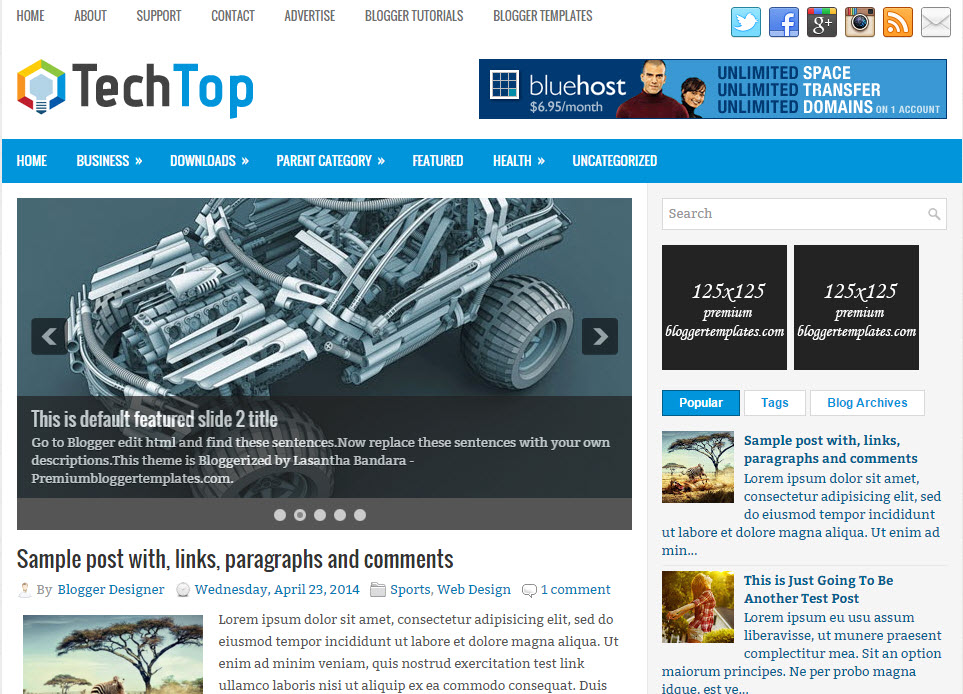 HOME ABOUT SUPPORT CONTACT ADVERTISE BLOGGER TUTORIALS BLOGGER TEMPLATES
TechTop
bluehost
$6.95/month
UNLIMITED SPACE
UNLIMITED TRANSFER
UNLIMITED DOMAINS ON 1 ACCOUNT
HOME BUSINESS » DOWNLOADS » PARENT CATEGORY » FEATURED HEALTH » UNCATEGORIZED
This is default featured slide 2 title
Go to Blogger edit html and find these sentences.Now replace these sentences with your own
descriptions.This theme is Bloggerized by Lasantha Bandara -
Premiumbloggertemplates.com.
Sample post with, links, paragraphs and comments
By Blogger Designer Wednesday, April 23, 2014 Sports, Web Design 1 comment
Lorem ipsum dolor sit amet, consectetur adipisicing elit, sed do
eiusmod tempor incididunt ut labore et dolore magna aliqua. Ut
enim ad minim veniam, quis nostrud exercitation test link
ullamco laboris nisi ut aliquip ex ea commodo consequat. Duis
Search
125x125
premium
bloggertemplates.com
125x125
premium
bloggertemplates.com
Popular Tags Blog Archives
Sample post with, links,
paragraphs and comments
Lorem ipsum dolor sit amet,
consectetur adipisicing elit, sed
do eiusmod tempor incididunt
ut labore et dolore magna aliqua. Ut enim ad
min...
This is Just Going To Be
Another Test Post
Lorem ipsum eu usu assum
liberavisse, ut munere praesent
complectitur mea. Sit an option
maiorum principes. Ne per probo magna
idque, est ve...